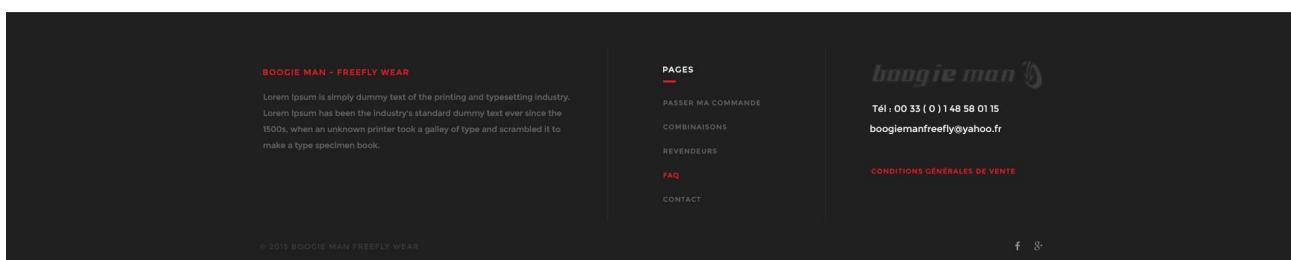 BOOGIE MAN - FREEFLY WEAR
Lorem Ipsum is simply dummy text of the printing and typesetting industry.
Lorem Ipsum has been the industry's standard dummy text ever since the
1500s, when an unknown printer took a galley of type and scrambled it to
make a type specimen book.
PAGES
PASSER MA COMMANDE
COMBINAISONS
REVENDEURS
FAQ
CONTACT
boogie man
Tél : 00 33 ( 0 ) 1 48 58 01 15
boogiemanfreefly@yahoo.fr
CONDITIONS GÉNÉRALES DE VENTE
© 2015 BOOGIE MAN FREEFLY WEAR